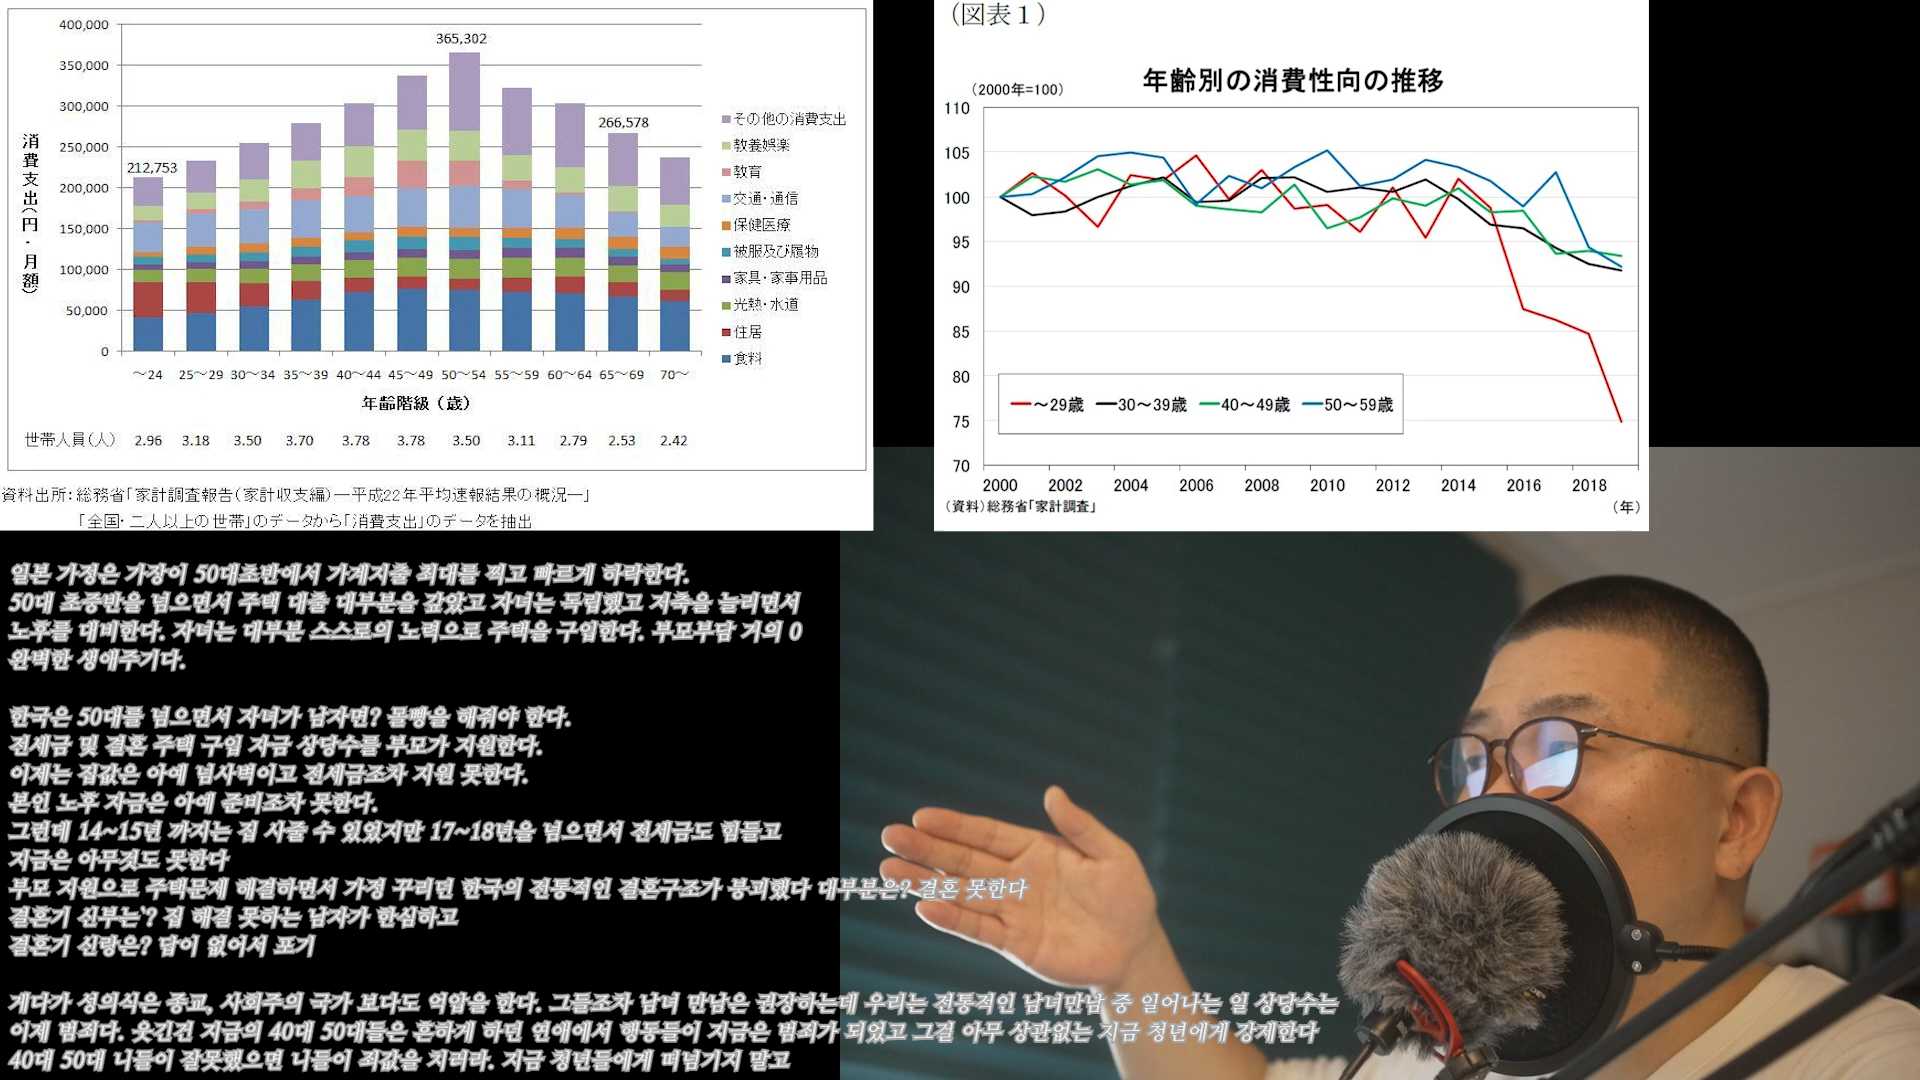 400,000
350,000
300,000
250,000
200,000
150,000
100,000
50,000
0
消費支出(円・月額)
212,753
365,302
266,578
～24 25～29 30～34 35～39 40～44 45～49 50～54 55～59 60～64 65～69 70～
年齢階級（歳）
世帯人員(人) 2.96 3.18 3.50 3.70 3.78 3.78 3.50 3.11 2.79 2.53 2.42
その他の消費支出
教養娯楽
教育
交通・通信
保健医療
被服及び履物
家具・家事用品
光熱・水道
住居
食料
資料出所：総務省「家計調査報告(家計収支編)―平成22年平均速報結果の概況―」
「全国・二人以上の世帯」のデータから「消費支出」のデータを抽出
（図表１）
年齢別の消費性向の推移
（2000年=100）
110
105
100
95
90
85
80
75
70
～29歳 30～39歳 40～49歳 50～59歳
2000 2002 2004 2006 2008 2010 2012 2014 2016 2018
（資料）総務省「家計調査」 （年）
일본 가정은 가장이 50대초반에서 가계지출 최대를 찍고 빠르게 하락한다.
50대 초중반을 넘으면서 주택 대출 대부분을 갚았고 자녀는 독립했고 저축을 늘리면서
노후를 대비한다. 자녀는 대부분 스스로의 노력으로 주택을 구입한다. 부모부담 거의 0
완벽한 생애주기다.
한국은 50대를 넘으면서 자녀가 남자면? 몰빵을 해줘야 한다.
전세금 및 결혼 주택 구입 자금 상당수를 부모가 지원한다.
이제는 집값은 아예 넘사벽이고 전세금조차 지원 못한다.
본인 노후 자금은 아예 준비조차 못한다.
그런데 14~15년 까지는 집 사줄 수 있었지만 17~18년을 넘으면서 전세금도 힘들고
지금은 아무것도 못한다
부모 지원으로 주택문제 해결하면서 가정 꾸리던 한국의 전통적인 결혼구조가 붕괴했다 대부분은? 결혼 못한다
결혼기 신부는? 집 해결 못하는 남자가 한심하고
결혼기 신랑은? 답이 없어서 포기
게다가 성의식은 종교, 사회주의 국가 보다도 억압을 한다. 그들조차 남녀 만남은 권장하는데 우리는 전통적인 남녀만남 중 일어나는 일 상당수는
이제 범죄다. 웃긴건 지금의 40대 50대들은 흔하게 하던 연애에서 행동들이 지금은 범죄가 되었고 그걸 아무 상관없는 지금 청년에게 강제한다
40대 50대 니들이 잘못했으면 니들이 죄값을 치러라. 지금 청년들에게 떠넘기지 말고